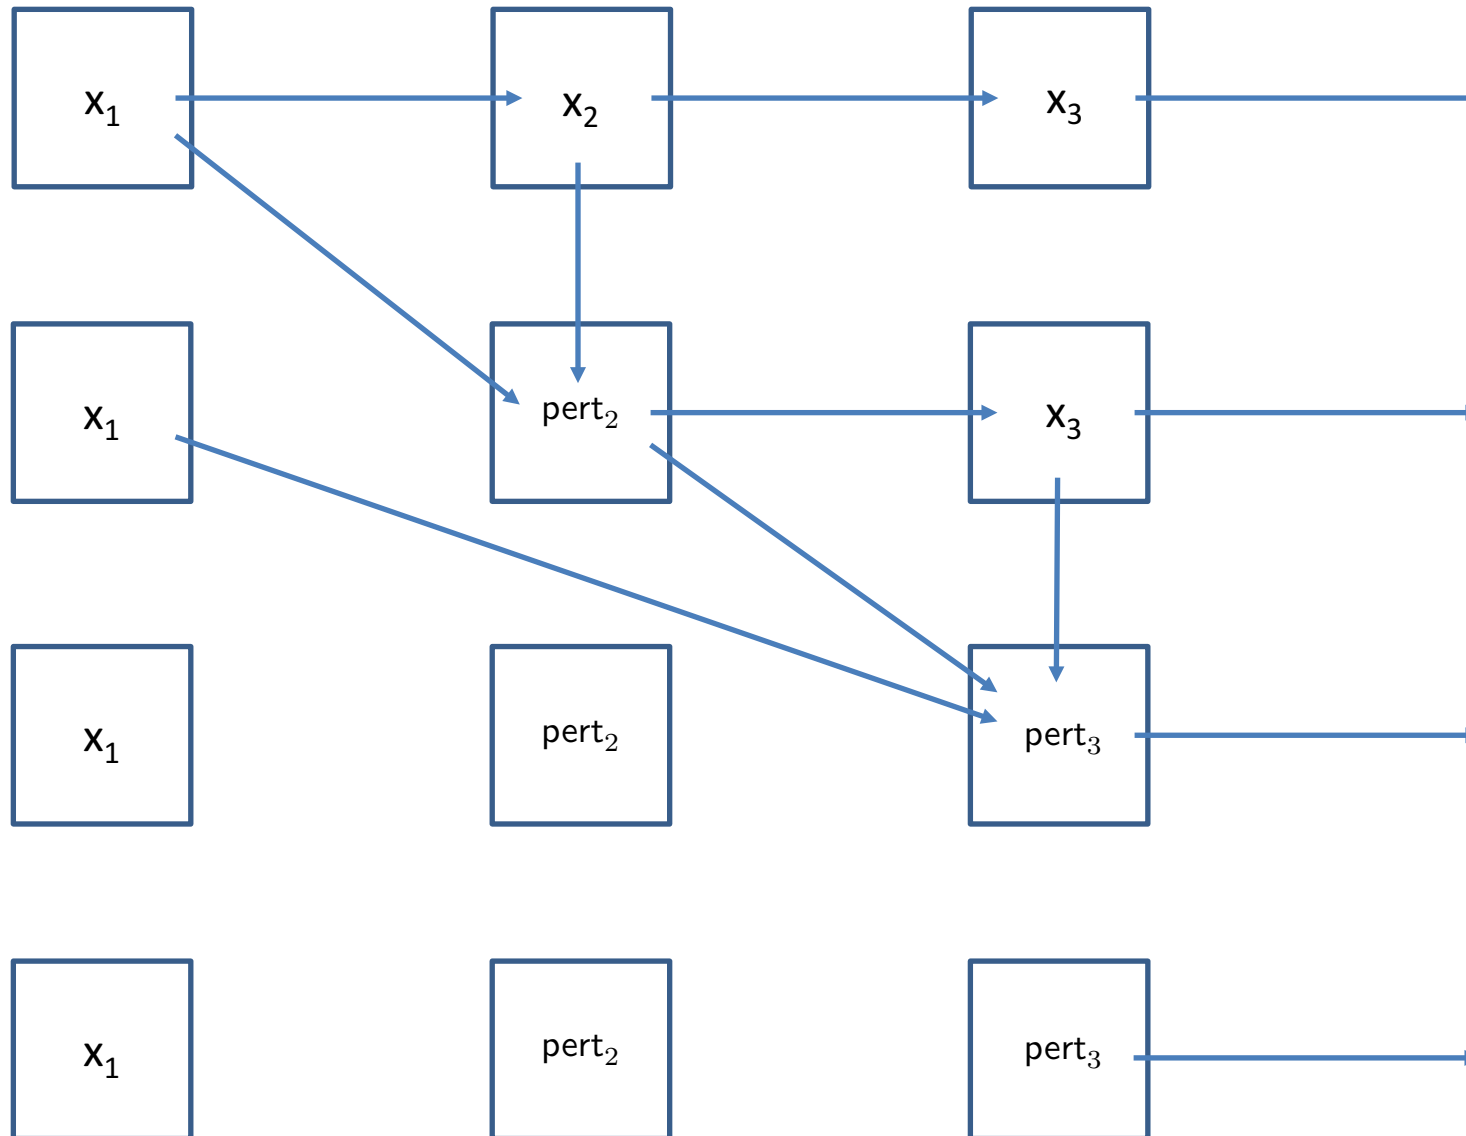 x₁ x₂ x₃
x₁ pert₂ x₃
x₁ pert₂ pert₃
x₁ pert₂ pert₃